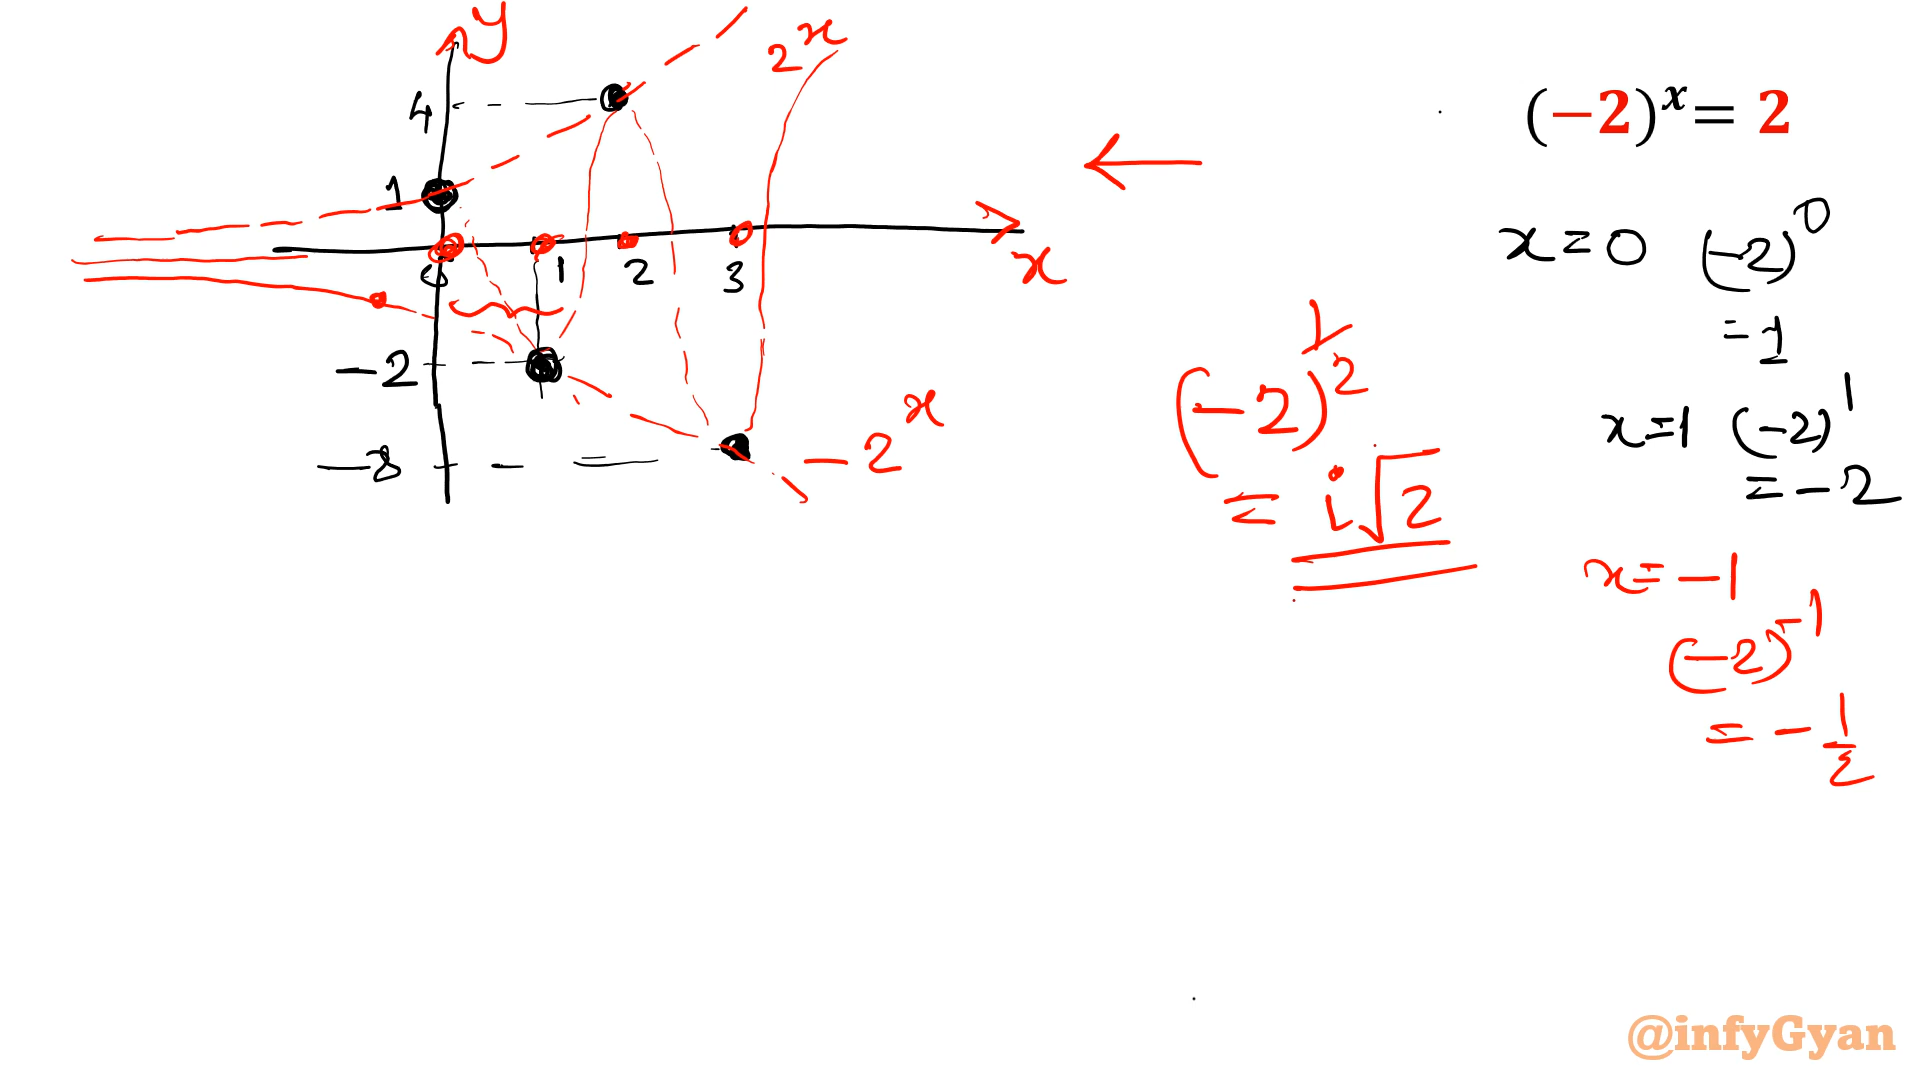 y
2^x
4
1
0 1 2 3
x
-2
-8
-2^x
(-2)^x = 2
x = 0 (-2)^0
= 1
x = 1 (-2)^1
= -2
x = -1
(-2)^-1
= - 1/2
(-2)^1/2
= i√2
@infyGyan